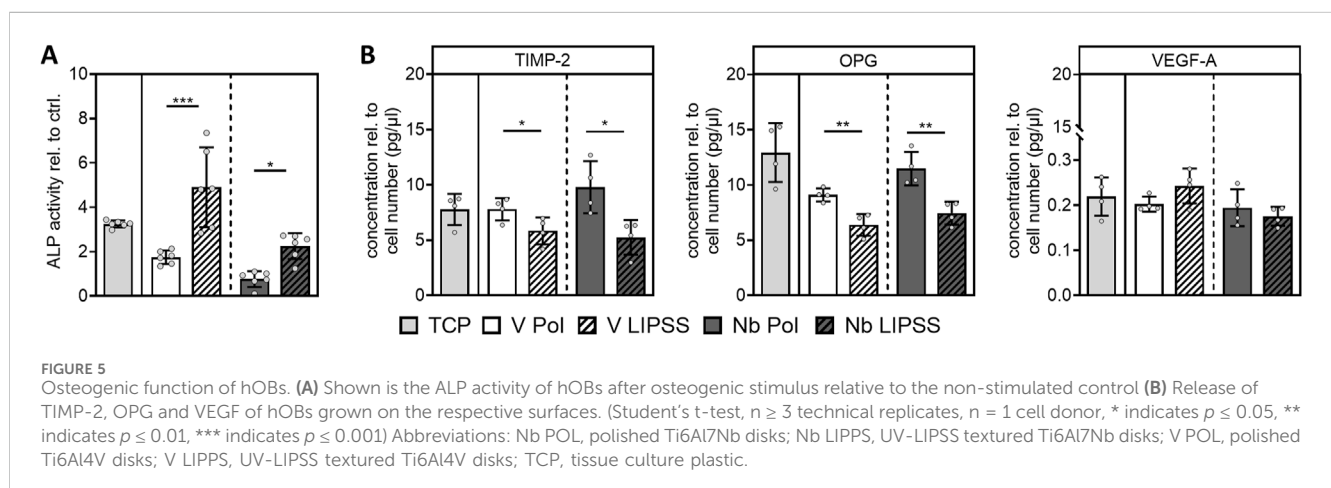 A
B
TIMP-2
OPG
VEGF-A
ALP activity rel. to ctrl.
10
8
6
4
2
0
***
*
concentration rel. to
cell number (pg/µl)
20
15
10
5
0
*
*
concentration rel. to
cell number (pg/µl)
20
15
10
5
0
**
**
concentration rel. to
cell number (pg/µl)
20
15
0.3
0.2
0.1
0.0
TCP V Pol V LIPSS Nb Pol Nb LIPSS
FIGURE 5
Osteogenic function of hOBs. (A) Shown is the ALP activity of hOBs after osteogenic stimulus relative to the non-stimulated control (B) Release of
TIMP-2, OPG and VEGF of hOBs grown on the respective surfaces. (Student's t-test, n ≥ 3 technical replicates, n = 1 cell donor, * indicates p ≤ 0.05, **
indicates p ≤ 0.01, *** indicates p ≤ 0.001) Abbreviations: Nb POL, polished Ti6Al7Nb disks; Nb LIPPS, UV-LIPSS textured Ti6Al7Nb disks; V POL, polished
Ti6Al4V disks; V LIPPS, UV-LIPSS textured Ti6Al4V disks; TCP, tissue culture plastic.